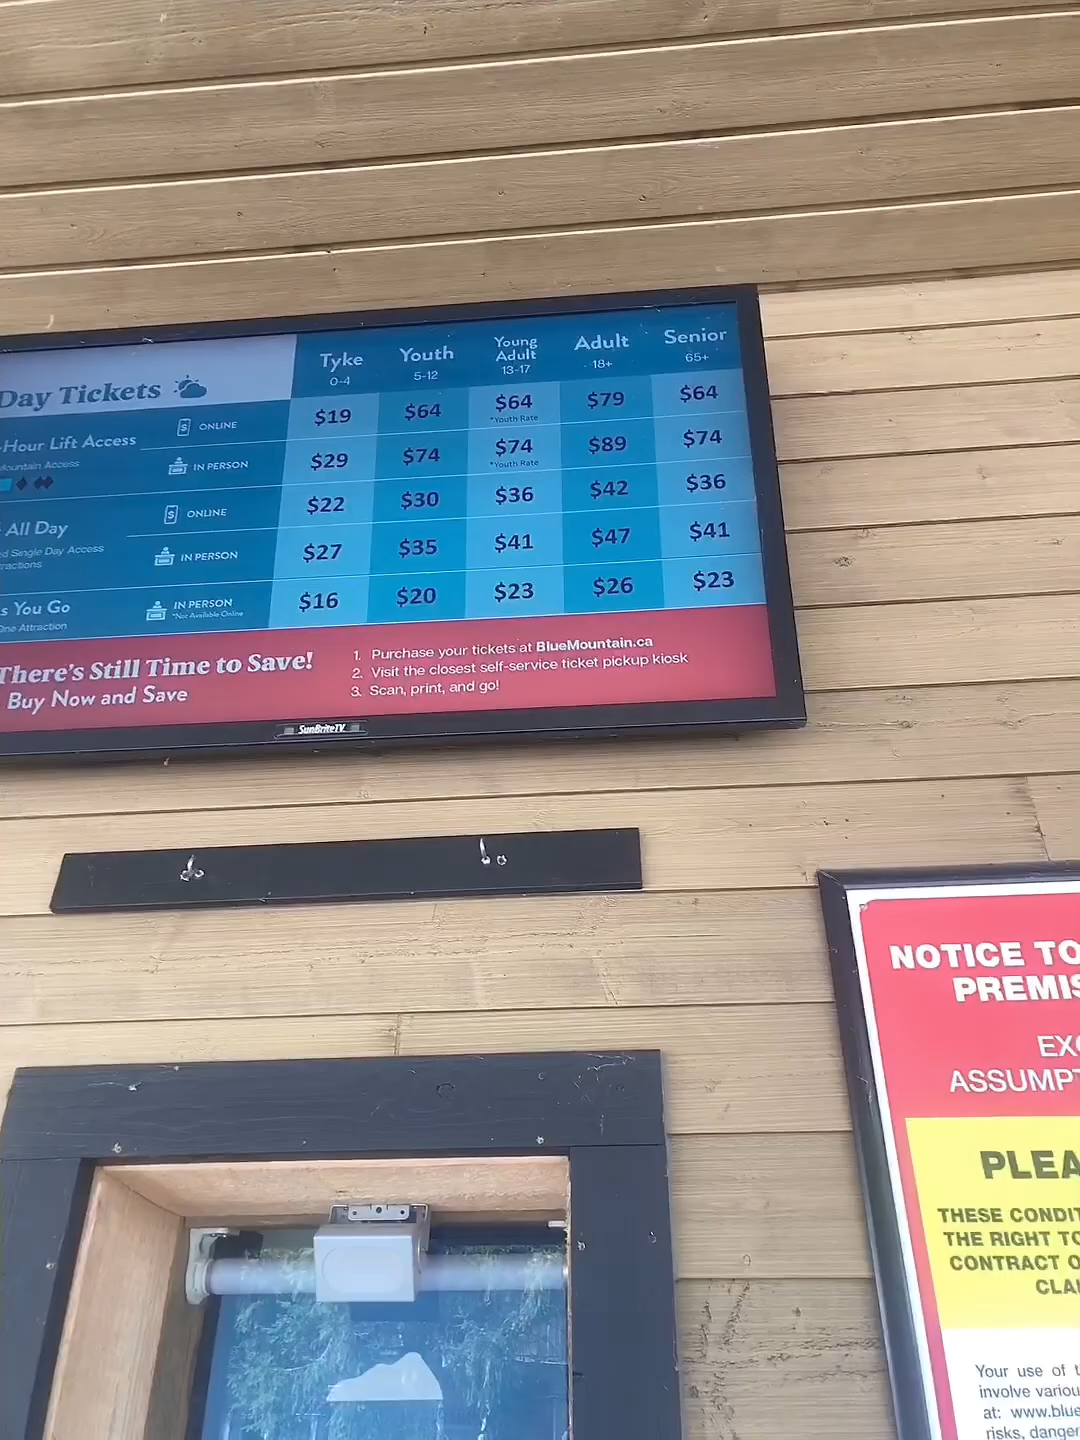 Day Tickets
Tyke
0-4
Youth
5-12
Young
Adult
13-17
Adult
18+
Senior
65+
-Hour Lift Access
Mountain Access
ONLINE
$19 $64 $64 $79 $64
*Youth Rate
IN PERSON
$29 $74 $74 $89 $74
*Youth Rate
All Day
Single Day Access
ONLINE
$22 $30 $36 $42 $36
IN PERSON
$27 $35 $41 $47 $41
s You Go
One Attraction
IN PERSON
*Not Available Online
$16 $20 $23 $26 $23
There's Still Time to Save!
Buy Now and Save
1. Purchase your tickets at BlueMountain.ca
2. Visit the closest self-service ticket pickup kiosk
3. Scan, print, and go!
SunBriteTV
NOTICE TO
PREMIS
EXC
ASSUMPT
PLEA
THESE CONDIT
THE RIGHT TO
CONTRACT O
CLAI
Your use of t
involve variou
at: www.blue
risks, danger